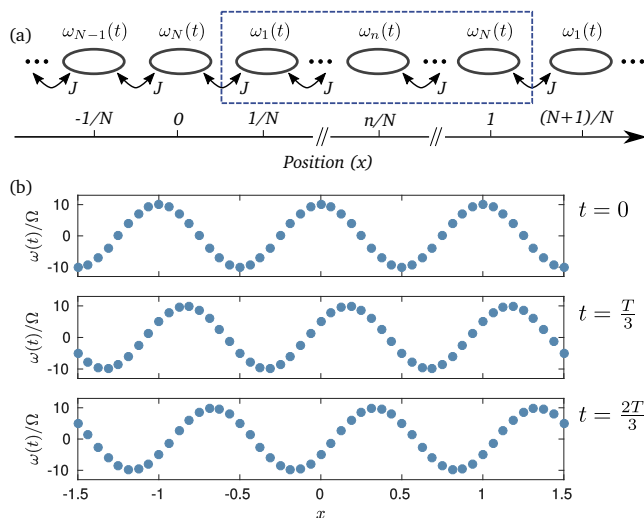 (a)
ω_{N−1}(t) ω_N(t) ω_1(t) ω_n(t) ω_N(t) ω_1(t)
J J J J J J
-1/N 0 1/N n/N 1 (N+1)/N
Position (x)
(b)
ω(t)/Ω
10
0
-10
t = 0
ω(t)/Ω
10
0
-10
t = T/3
ω(t)/Ω
10
0
-10
t = 2T/3
-1.5 -1 -0.5 0 0.5 1 1.5
x